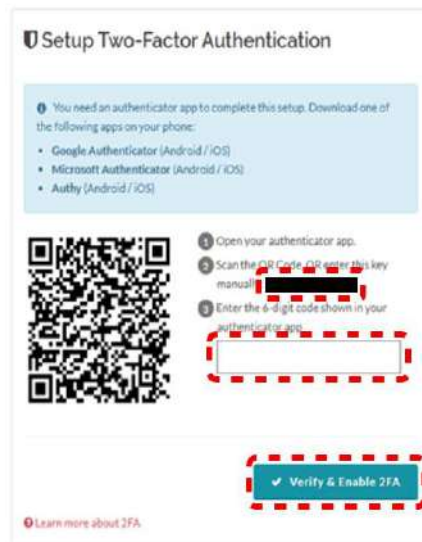 Setup Two-Factor Authentication
You need an authenticator app to complete this setup. Download one of
the following apps on your phone:
• Google Authenticator (Android / iOS)
• Microsoft Authenticator (Android / iOS)
• Authy (Android / iOS)
1 Open your authenticator app.
2 Scan the QR Code, OR enter this key
manually
3 Enter the 6-digit code shown in your
authenticator app
Verify & Enable 2FA
Learn more about 2FA